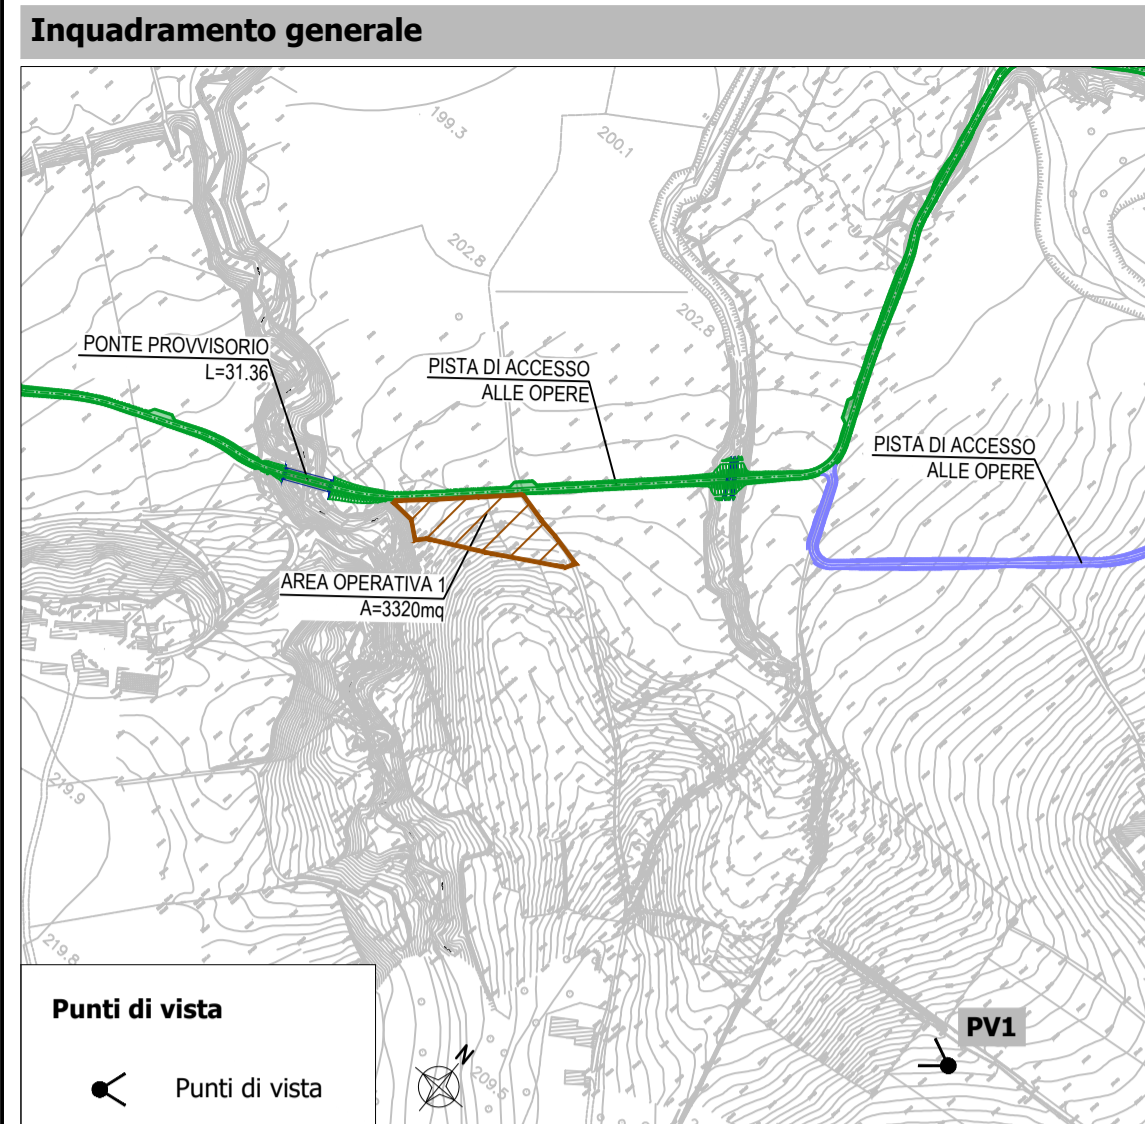 Inquadramento generale
199.3
200.1
202.8
202.8
PONTE PROVVISORIO
L=31.36
PISTA DI ACCESSO
ALLE OPERE
PISTA DI ACCESSO
ALLE OPERE
AREA OPERATIVA 1
A=3320mq
219.9
219.8
Punti di vista
Punti di vista
N
209.5
PV1